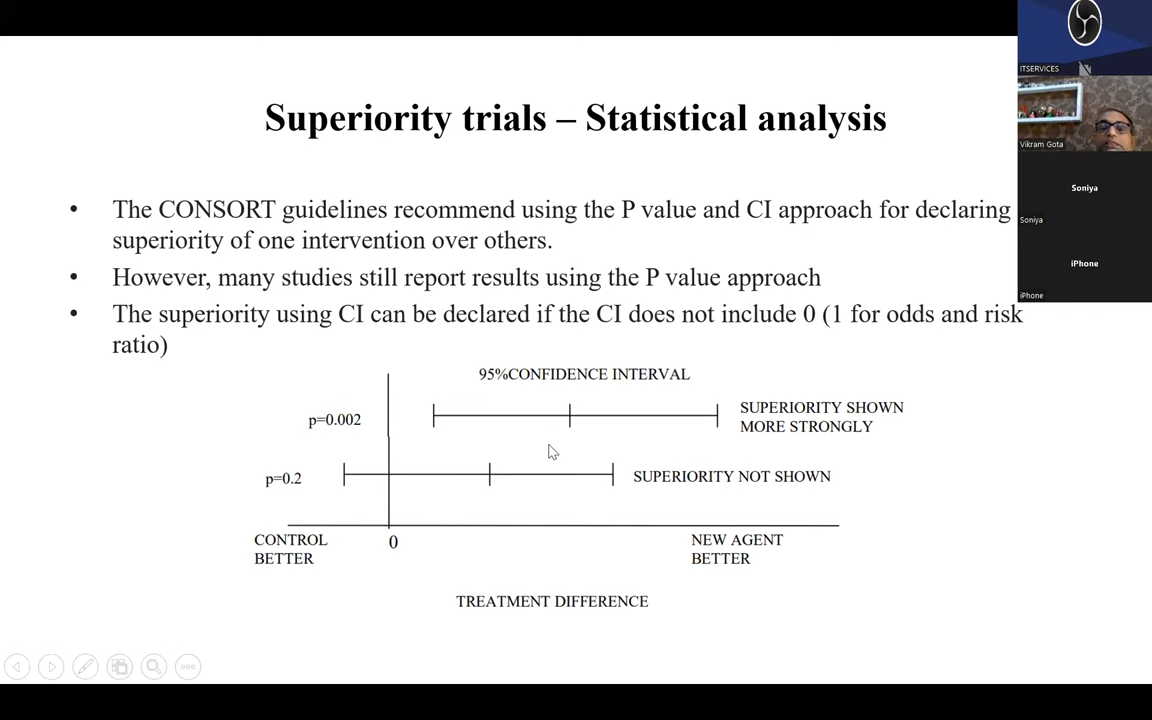 Superiority trials – Statistical analysis
• The CONSORT guidelines recommend using the P value and CI approach for declaring
superiority of one intervention over others.
• However, many studies still report results using the P value approach
• The superiority using CI can be declared if the CI does not include 0 (1 for odds and risk
ratio)
95%CONFIDENCE INTERVAL
p=0.002
SUPERIORITY SHOWN
MORE STRONGLY
p=0.2
SUPERIORITY NOT SHOWN
CONTROL
BETTER
0
NEW AGENT
BETTER
TREATMENT DIFFERENCE
ITSERVICES
Vikram Gota
Soniya
Soniya
iPhone
iPhone